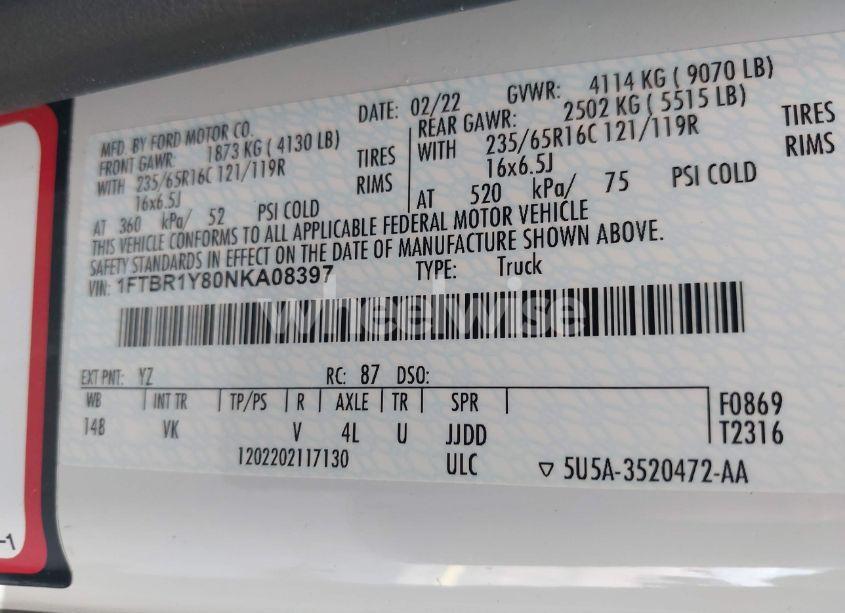 MFD. BY FORD MOTOR CO. DATE: 02/22 GVWR: 4114 KG ( 9070 LB)
FRONT GAWR: 1873 KG ( 4130 LB) REAR GAWR: 2502 KG ( 5515 LB)
WITH 235/65R16C 121/119R TIRES WITH 235/65R16C 121/119R TIRES
16x6.5J RIMS 16x6.5J RIMS
AT 360 kPa/ 52 PSI COLD AT 520 kPa/ 75 PSI COLD
THIS VEHICLE CONFORMS TO ALL APPLICABLE FEDERAL MOTOR VEHICLE
SAFETY STANDARDS IN EFFECT ON THE DATE OF MANUFACTURE SHOWN ABOVE.
VIN: 1FTBR1Y80NKA08397 TYPE: Truck
wheelwise
EXT PNT: YZ RC: 87 DSO:
WB INT TR TP/PS R AXLE TR SPR F0869
148 VK V 4L U JJDD T2316
1202202117130 ULC ▽ 5U5A-3520472-AA
-1